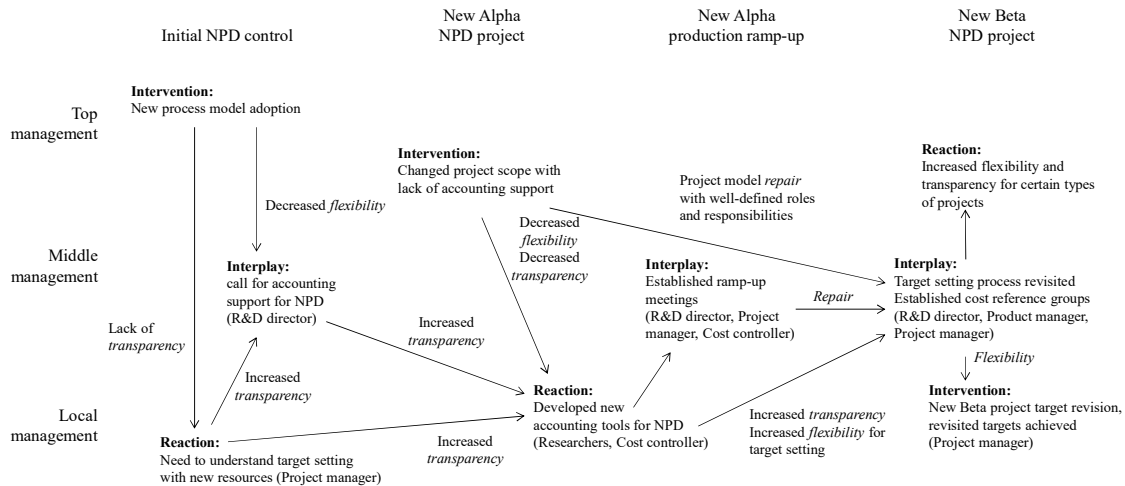 Initial NPD control
New Alpha
NPD project
New Alpha
production ramp-up
New Beta
NPD project
Top
management
Intervention:
New process model adoption
Intervention:
Changed project scope with
lack of accounting support
Reaction:
Increased flexibility and
transparency for certain types
of projects
Project model repair
with well-defined roles
and responsibilities
Decreased flexibility
Decreased
flexibility
Decreased
transparency
Middle
management
Interplay:
call for accounting
support for NPD
(R&D director)
Interplay:
Established ramp-up
meetings
(R&D director, Project
manager, Cost controller)
Repair
Interplay:
Target setting process revisited
Established cost reference groups
(R&D director, Product manager,
Project manager)
Lack of
transparency
Increased
transparency
Increased
transparency
Flexibility
Local
management
Reaction:
Need to understand target setting
with new resources (Project manager)
Increased
transparency
Reaction:
Developed new
accounting tools for NPD
(Researchers, Cost controller)
Increased transparency
Increased flexibility for
target setting
Intervention:
New Beta project target revision,
revisited targets achieved
(Project manager)